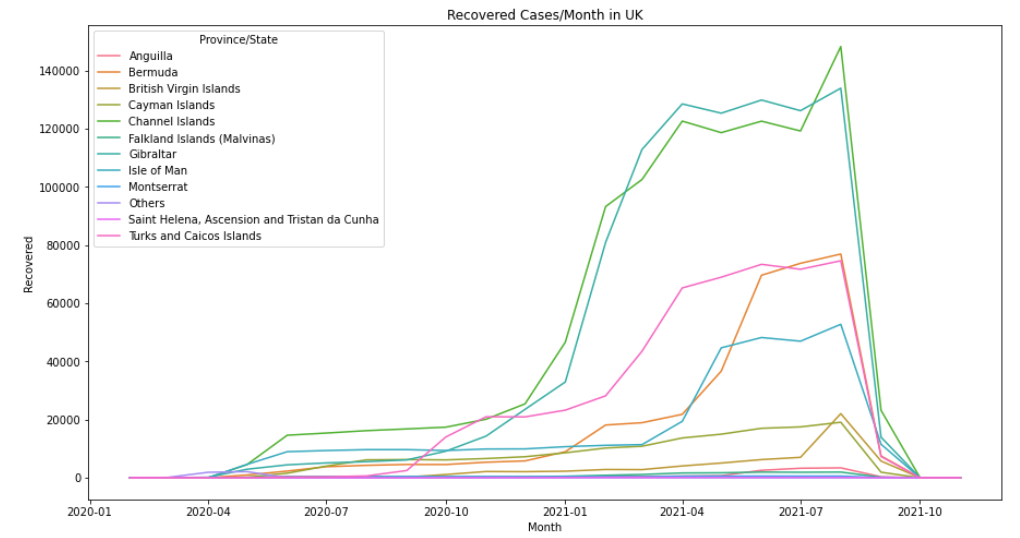 Recovered Cases/Month in UK
Province/State
Anguilla
Bermuda
British Virgin Islands
Cayman Islands
Channel Islands
Falkland Islands (Malvinas)
Gibraltar
Isle of Man
Montserrat
Others
Saint Helena, Ascension and Tristan da Cunha
Turks and Caicos Islands
140000
120000
100000
80000
60000
40000
20000
0
Recovered
2020-01 2020-04 2020-07 2020-10 2021-01 2021-04 2021-07 2021-10
Month